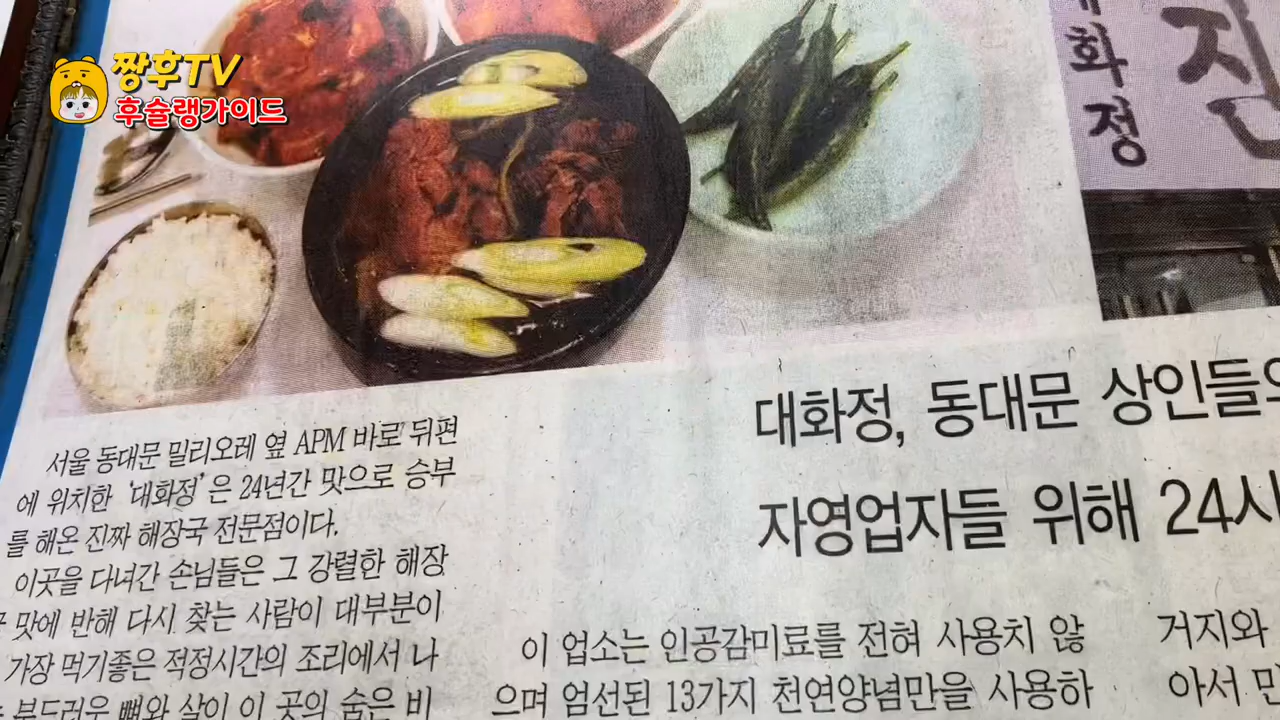 짱후TV
후슐랭가이드
화정
진
대화정, 동대문 상인들
자영업자들 위해
서울 동대문 밀리오레 옆 APM 바로 뒤편
에 위치한 '대화정'은 24년간 맛으로 승부
를 해온 진짜 해장국 전문점이다.
이곳을 다녀간 손님들은 그 강렬한 해장
맛에 반해 다시 찾는 사람이 대부분이
가장 먹기좋은 적정시간의 조리에서 나
부드러운 뼈와 살이 이 곳의 숨은 비
이 업소는 인공감미료를 전혀 사용치 않
으며 엄선된 13가지 천연양념만을 사용하
거지와
아서